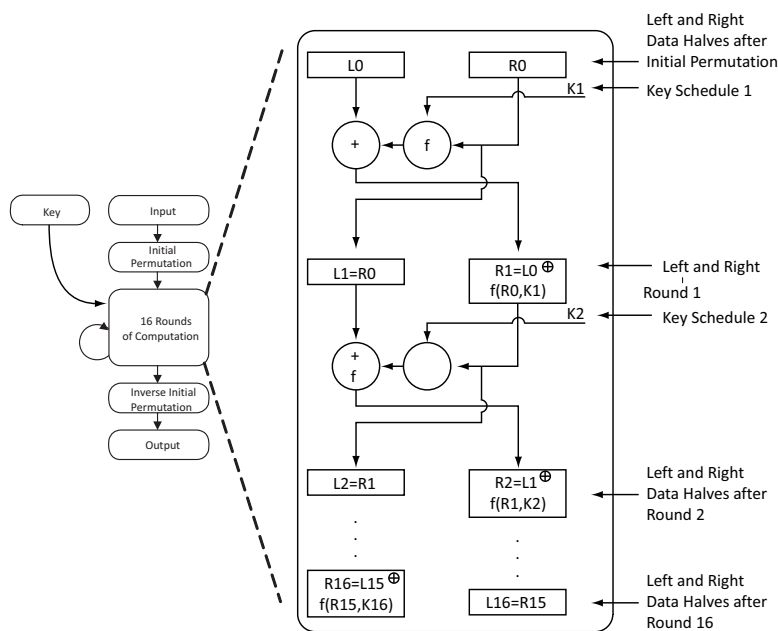 Key
Input
Initial
Permutation
16 Rounds
of Computation
Inverse Initial
Permutation
Output
L0
R0
Left and Right
Data Halves after
Initial Permutation
K1
Key Schedule 1
+
f
L1=R0
R1=L0 ⊕
f(R0,K1)
Left and Right
Round 1
K2
Key Schedule 2
+
f
L2=R1
R2=L1 ⊕
f(R1,K2)
Left and Right
Data Halves after
Round 2
R16=L15 ⊕
f(R15,K16)
L16=R15
Left and Right
Data Halves after
Round 16